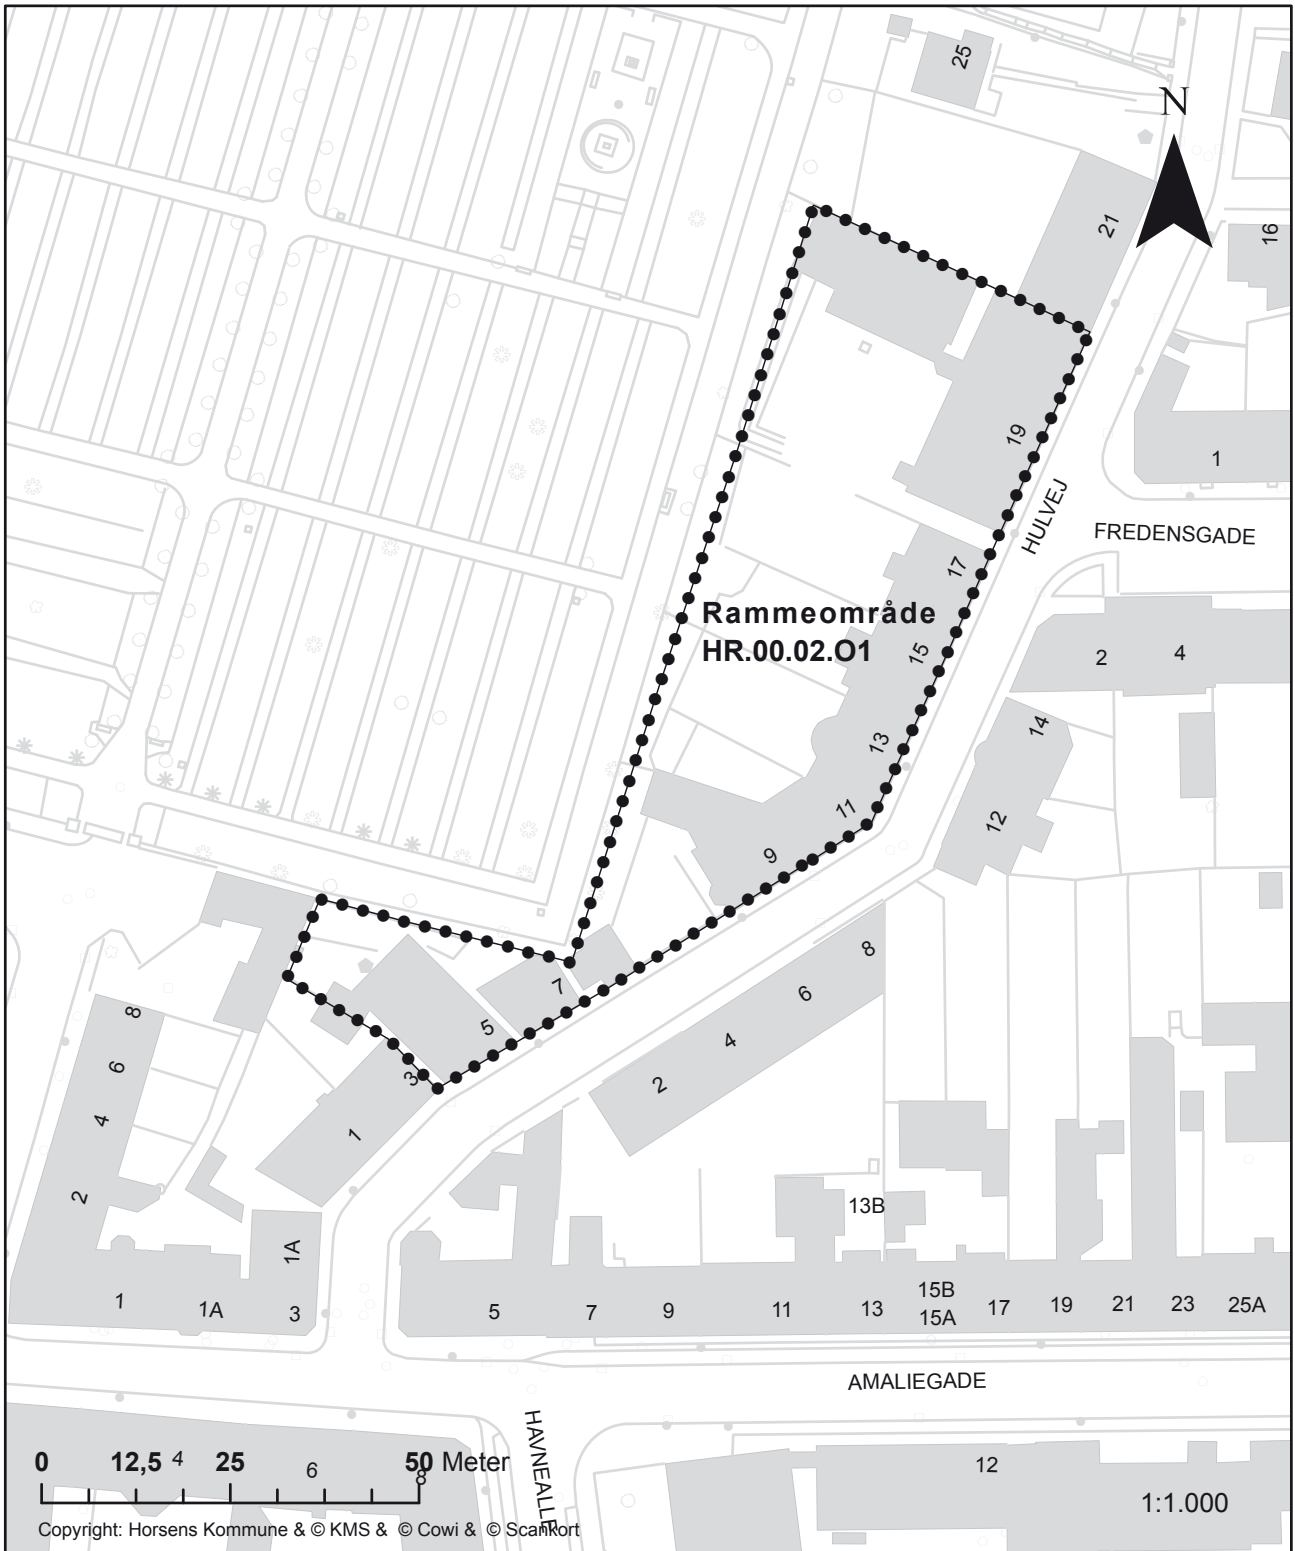 25
N
21
16
19
1
HULVEJ
FREDENSGADE
17
Rammeområde
HR.00.02.O1
15
2
4
13
14
11
12
9
8
7
6
5
4
3
2
8
6
4
2
1
1A
13B
1
1A
3
5
7
9
11
13
15B
15A
17
19
21
23
25A
AMALIEGADE
HAVNEALLE
0 12,5 25 50 Meter
4
6
8
12
1:1.000
Copyright: Horsens Kommune & © KMS & © Cowi & © Scankort